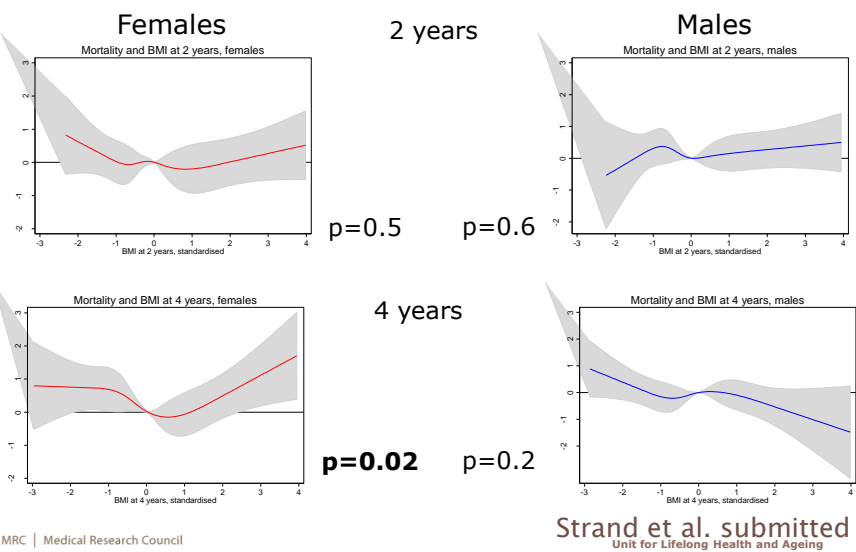 Females
Males
2 years
Mortality and BMI at 2 years, females
3
2
1
0
-1
-2
-3 -2 -1 0 1 2 3 4
BMI at 2 years, standardised
p=0.5
p=0.6
Mortality and BMI at 2 years, males
3
2
1
0
-1
-2
-3 -2 -1 0 1 2 3 4
BMI at 2 years, standardised
4 years
Mortality and BMI at 4 years, females
3
2
1
0
-1
-2
-3 -2 -1 0 1 2 3 4
BMI at 4 years, standardised
p=0.02
p=0.2
Mortality and BMI at 4 years, males
3
2
1
0
-1
-2
-3 -2 -1 0 1 2 3 4
BMI at 4 years, standardised
MRC | Medical Research Council
Strand et al. submitted
Unit for Lifelong Health and Ageing